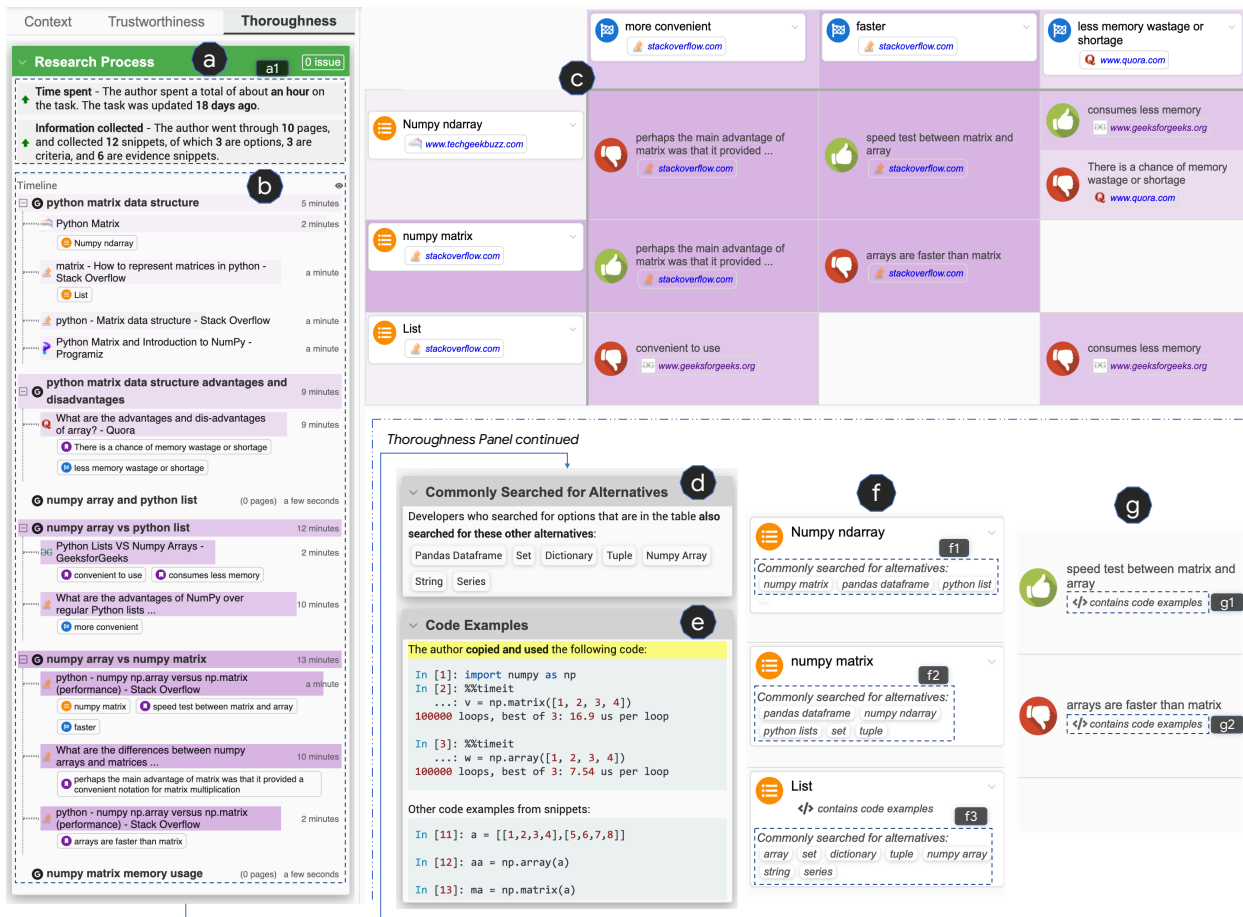 Context Trustworthiness Thoroughness
Research Process
a
a1
0 issue
Time spent - The author spent a total of about an hour on
the task. The task was updated 18 days ago.
Information collected - The author went through 10 pages,
and collected 12 snippets, of which 3 are options, 3 are
criteria, and 6 are evidence snippets.
Timeline
b
python matrix data structure 5 minutes
Python Matrix 2 minutes
Numpy ndarray
matrix - How to represent matrices in python -
Stack Overflow
a minute
List
python - Matrix data structure - Stack Overflow a minute
Python Matrix and Introduction to NumPy -
Programiz
a minute
python matrix data structure advantages and
disadvantages
9 minutes
What are the advantages and dis-advantages
of array? - Quora
9 minutes
There is a chance of memory wastage or shortage
less memory wastage or shortage
numpy array and python list (0 pages) a few seconds
numpy array vs python list 12 minutes
Python Lists VS Numpy Arrays -
GeeksforGeeks
2 minutes
convenient to use consumes less memory
What are the advantages of NumPy over
regular Python lists ...
10 minutes
more convenient
numpy array vs numpy matrix 13 minutes
python - numpy np.array versus np.matrix
(performance) - Stack Overflow
a minute
numpy matrix speed test between matrix and array
faster
What are the differences between numpy
arrays and matrices ...
10 minutes
perhaps the main advantage of matrix was that it provided a
convenient notation for matrix multiplication
python - numpy np.array versus np.matrix
(performance) - Stack Overflow
2 minutes
arrays are faster than matrix
numpy matrix memory usage (0 pages) a few seconds
c
more convenient
stackoverflow.com
faster
stackoverflow.com
less memory wastage or
shortage
www.quora.com
Numpy ndarray
www.techgeekbuzz.com
perhaps the main advantage of
matrix was that it provided ...
stackoverflow.com
speed test between matrix and
array
stackoverflow.com
consumes less memory
www.geeksforgeeks.org
There is a chance of memory
wastage or shortage
www.quora.com
numpy matrix
stackoverflow.com
perhaps the main advantage of
matrix was that it provided ...
stackoverflow.com
arrays are faster than matrix
stackoverflow.com
List
stackoverflow.com
convenient to use
www.geeksforgeeks.org
consumes less memory
www.geeksforgeeks.org
Thoroughness Panel continued
Commonly Searched for Alternatives
d
Developers who searched for options that are in the table also
searched for these other alternatives:
Pandas Dataframe Set Dictionary Tuple Numpy Array
String Series
Code Examples
e
The author copied and used the following code:
In [1]: import numpy as np
In [2]: %%timeit
...: v = np.matrix([1, 2, 3, 4])
100000 loops, best of 3: 16.9 us per loop
In [3]: %%timeit
...: w = np.array([1, 2, 3, 4])
100000 loops, best of 3: 7.54 us per loop
Other code examples from snippets:
In [11]: a = [[1,2,3,4],[5,6,7,8]]
In [12]: aa = np.array(a)
In [13]: ma = np.matrix(a)
f
Numpy ndarray
f1
Commonly searched for alternatives:
numpy matrix pandas dataframe python list
numpy matrix
f2
Commonly searched for alternatives:
pandas dataframe numpy ndarray
python lists set tuple
List
</> contains code examples
f3
Commonly searched for alternatives:
array set dictionary tuple numpy array
string series
g
speed test between matrix and
array
</> contains code examples g1
arrays are faster than matrix
</> contains code examples g2